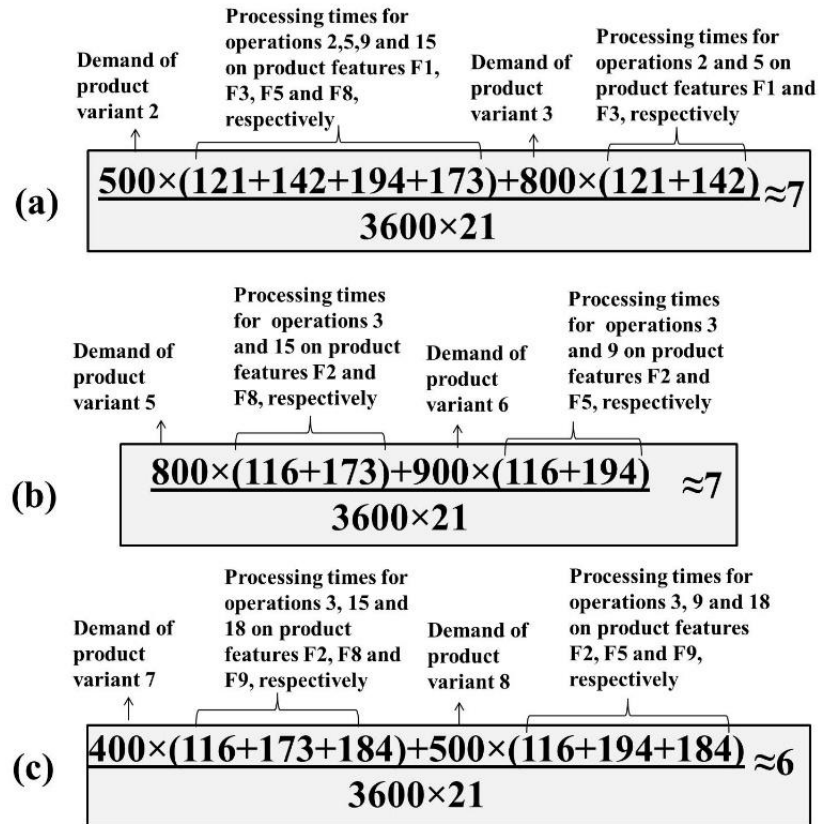 Processing times for
operations 2,5,9 and 15
on product features F1,
F3, F5 and F8,
respectively
Demand of
product
variant 2
Demand of
product
variant 3
Processing times for
operations 2 and 5 on
product features F1 and
F3, respectively
(a)
500×(121+142+194+173)+800×(121+142)
≈7
3600×21
Processing times
for operations 3
and 15 on product
features F2 and
F8, respectively
Demand of
product
variant 5
Demand of
product
variant 6
Processing times
for operations 3
and 9 on product
features F2 and
F5, respectively
(b)
800×(116+173)+900×(116+194)
≈7
3600×21
Processing times for
operations 3, 15 and
18 on product
features F2, F8 and
F9, respectively
Demand of
product
variant 7
Demand of
product
variant 8
Processing times for
operations 3, 9 and 18
on product features
F2, F5 and F9,
respectively
(c)
400×(116+173+184)+500×(116+194+184)
≈6
3600×21